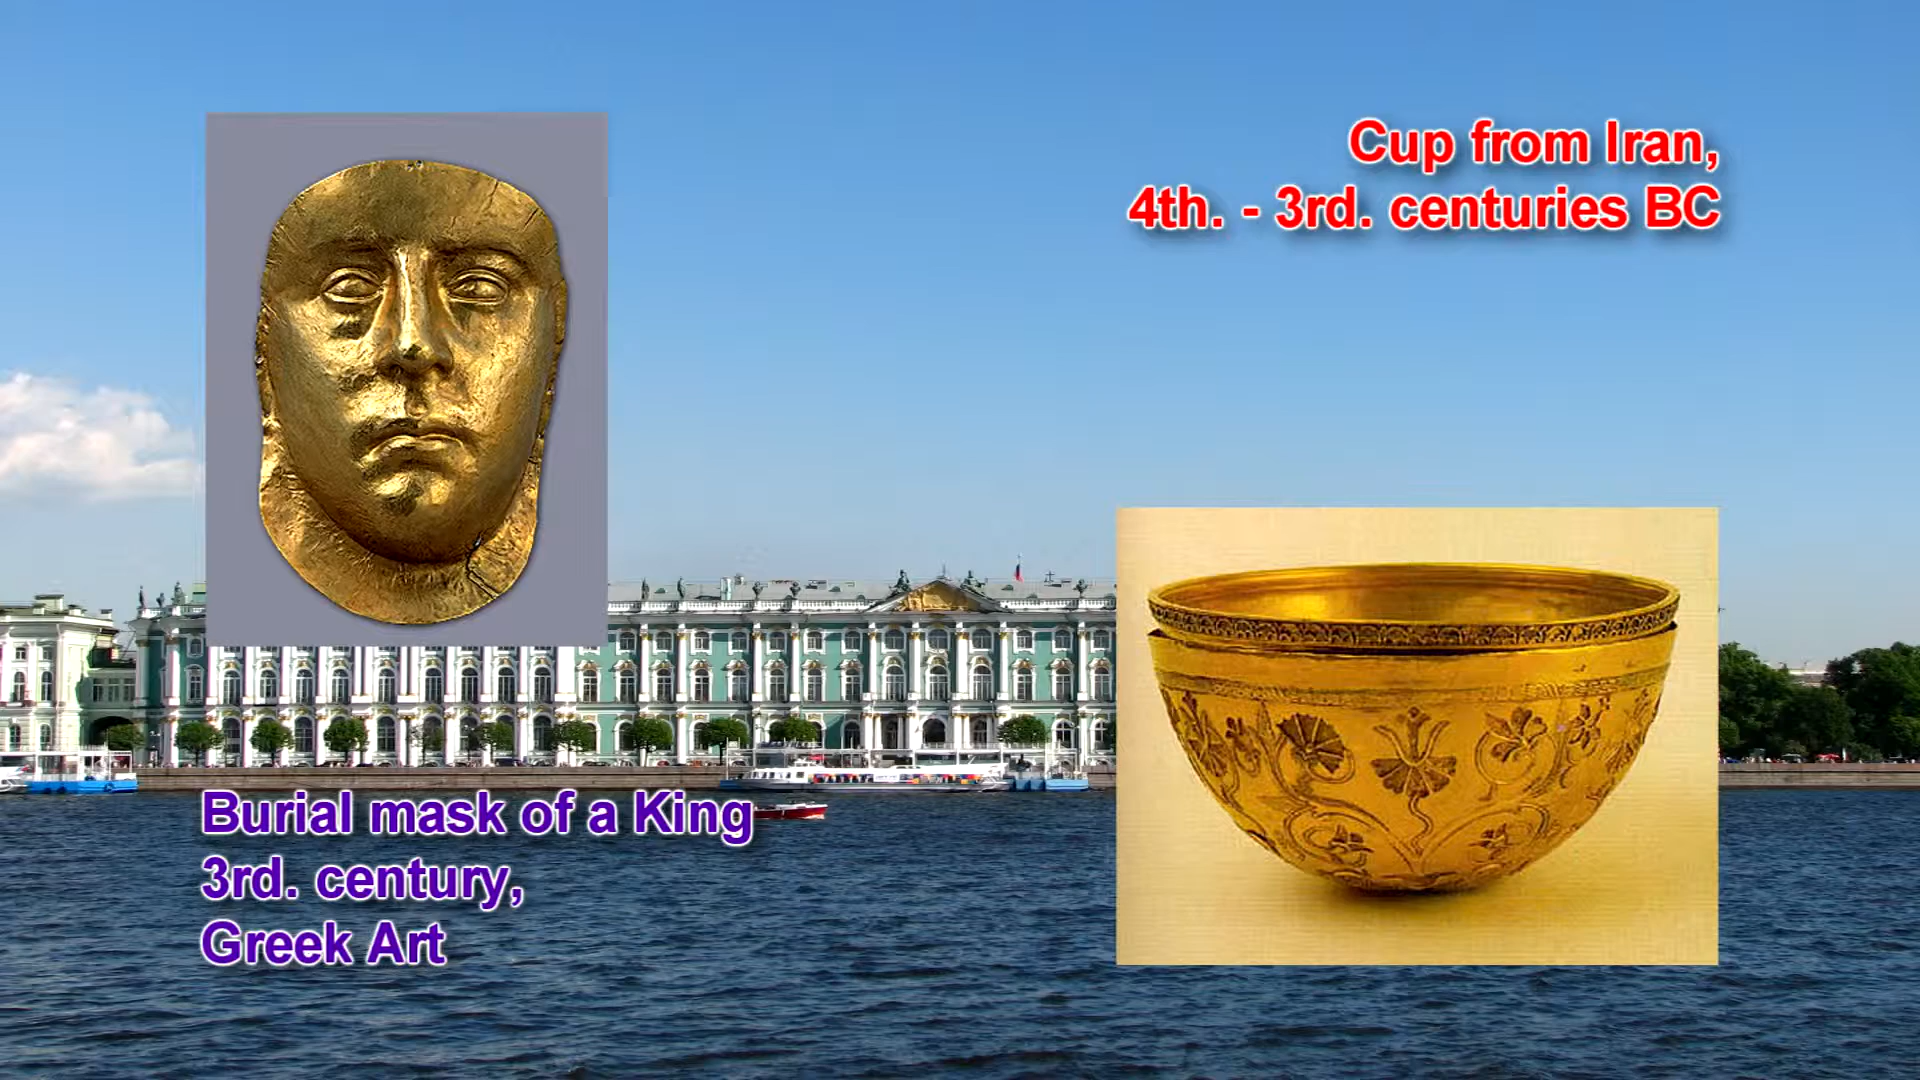 Cup from Iran,
4th. - 3rd. centuries BC
Burial mask of a King
3rd. century,
Greek Art